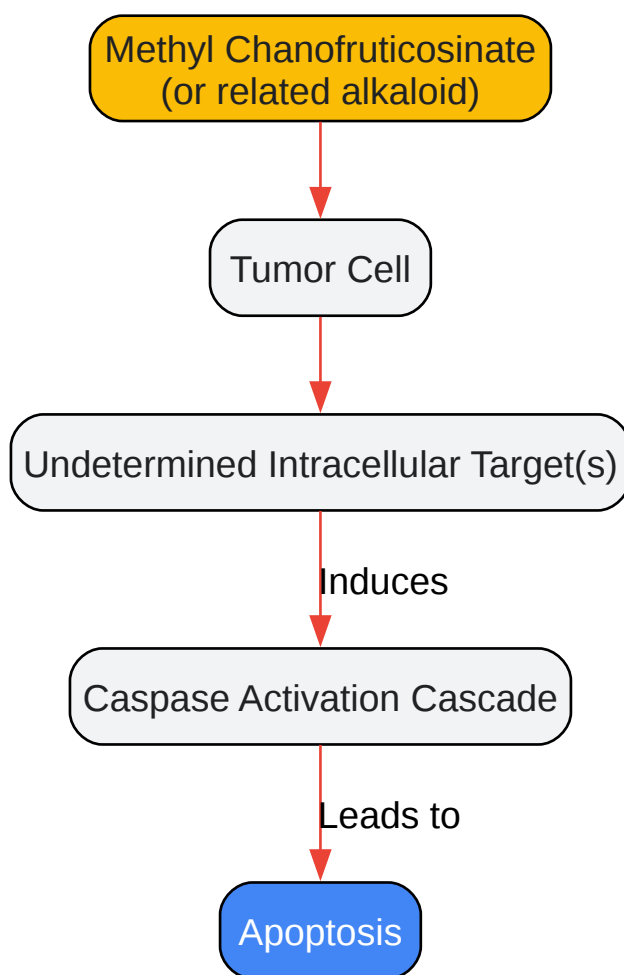 Methyl Chanofruticosinate
(or related alkaloid)
Tumor Cell
Undetermined Intracellular Target(s)
Induces
Caspase Activation Cascade
Leads to
Apoptosis